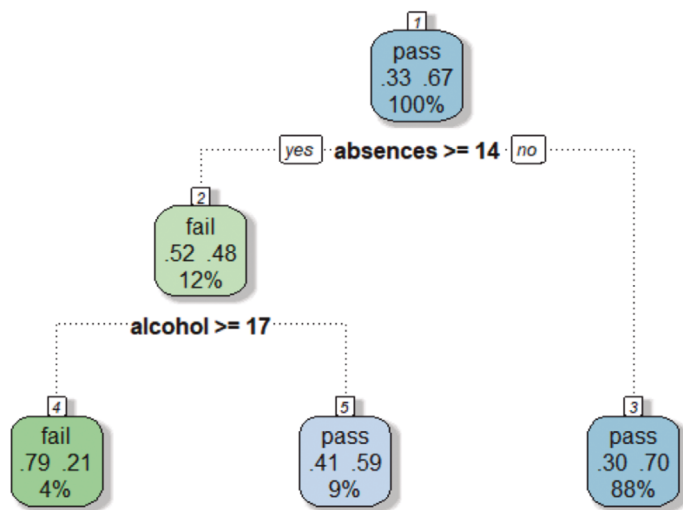 1
pass
.33 .67
100%
yes absences >= 14 no
2
fail
.52 .48
12%
alcohol >= 17
4
fail
.79 .21
4%
5
pass
.41 .59
9%
3
pass
.30 .70
88%